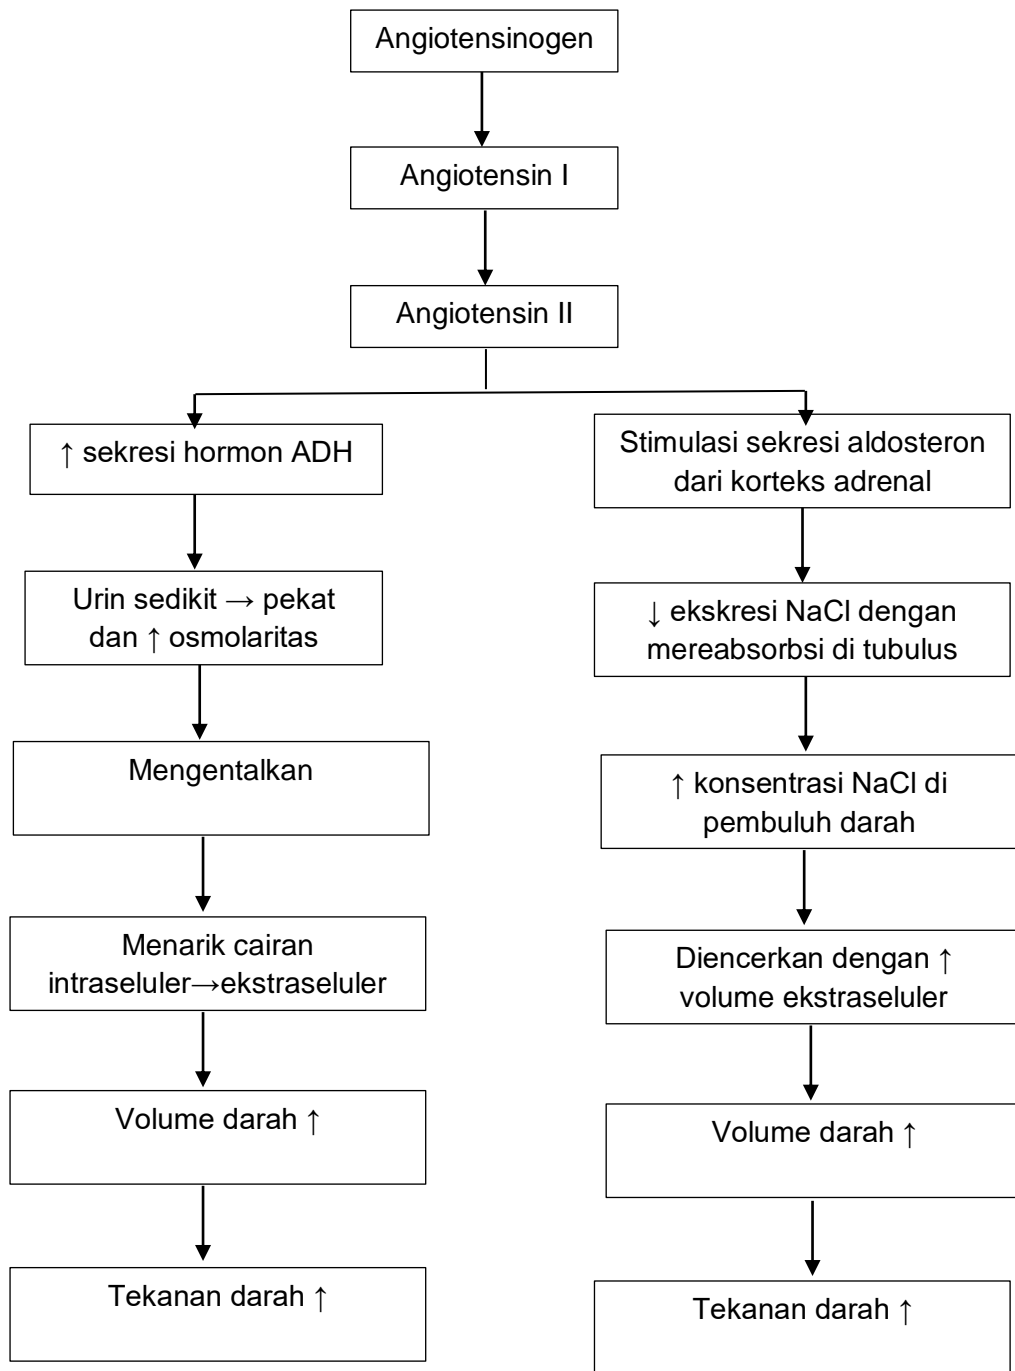 Angiotensinogen
Angiotensin I
Angiotensin II
↑ sekresi hormon ADH
Urin sedikit → pekat
dan ↑ osmolaritas
Mengentalkan
Menarik cairan
intraseluler→ekstraseluler
Volume darah ↑
Tekanan darah ↑
Stimulasi sekresi aldosteron
dari korteks adrenal
↓ ekskresi NaCl dengan
mereabsorbsi di tubulus
↑ konsentrasi NaCl di
pembuluh darah
Diencerkan dengan ↑
volume ekstraseluler
Volume darah ↑
Tekanan darah ↑